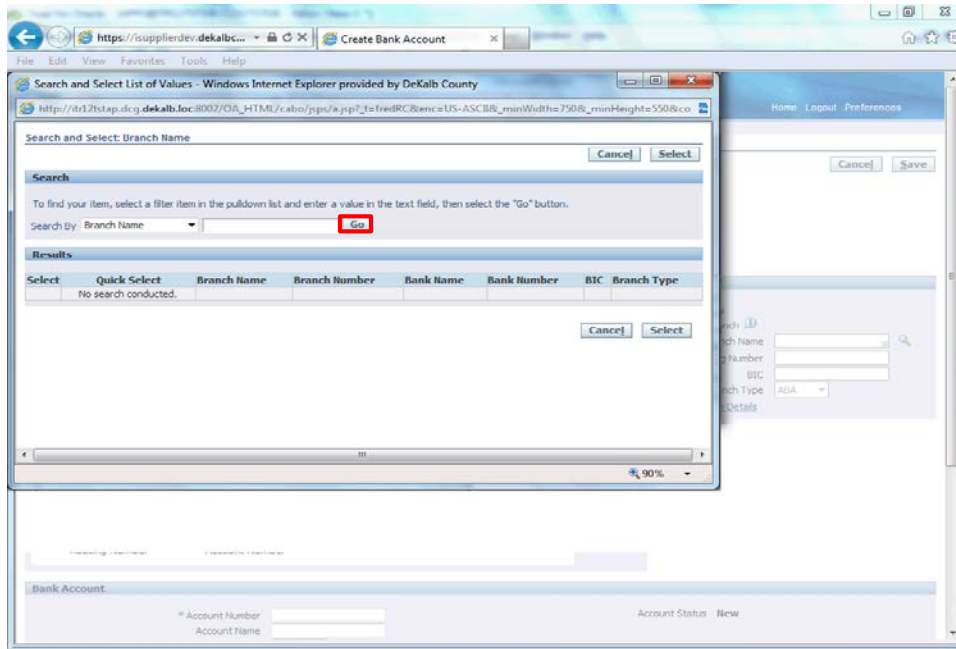 https://isupplierdev.dekalbc...
Create Bank Account
File Edit View Favorites Tools Help
Search and Select List of Values - Windows Internet Explorer provided by DeKalb County
http://itr12tstap.dcg.dekalb.loc:8002/OA_HTML/cabo/jsps/a.jsp?_t=fredRC&enc=US-ASCII&_minWidth=750&_minHeight=550&co
Home Logout Preferences
Search and Select: Branch Name
Cancel Select
Cancel Save
Search
To find your item, select a filter item in the pulldown list and enter a value in the text field, then select the "Go" button.
Search By Branch Name Go
Results
Select Quick Select Branch Name Branch Number Bank Name Bank Number BIC Branch Type
No search conducted.
Cancel Select
Name
Number
BIC
Type ABA
Details
90%
Bank Account
* Account Number
Account Status New
Account Name